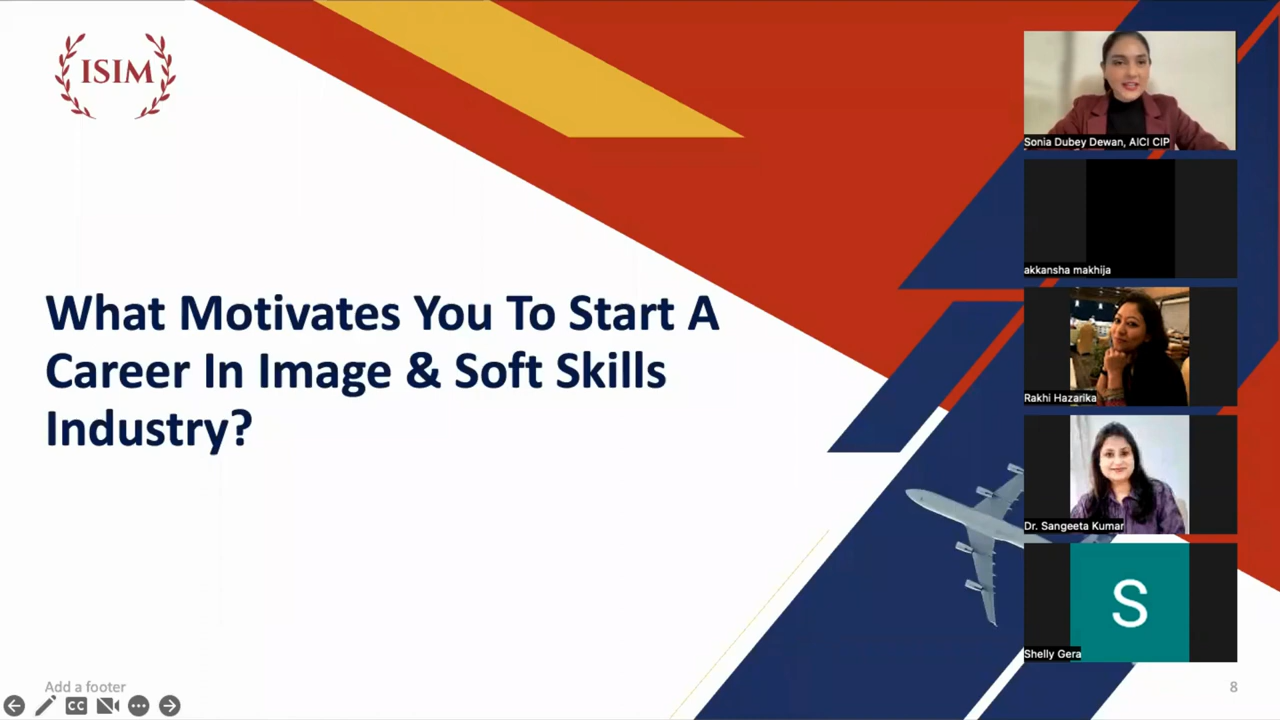 ISIM
What Motivates You To Start A
Career In Image & Soft Skills
Industry?
Sonia Dubey Dewan, AICI CIP
akkansha makhija
Rakhi Hazarika
Dr. Sangeeta Kumar
S
Shelly Gera
Add a footer
8
CC